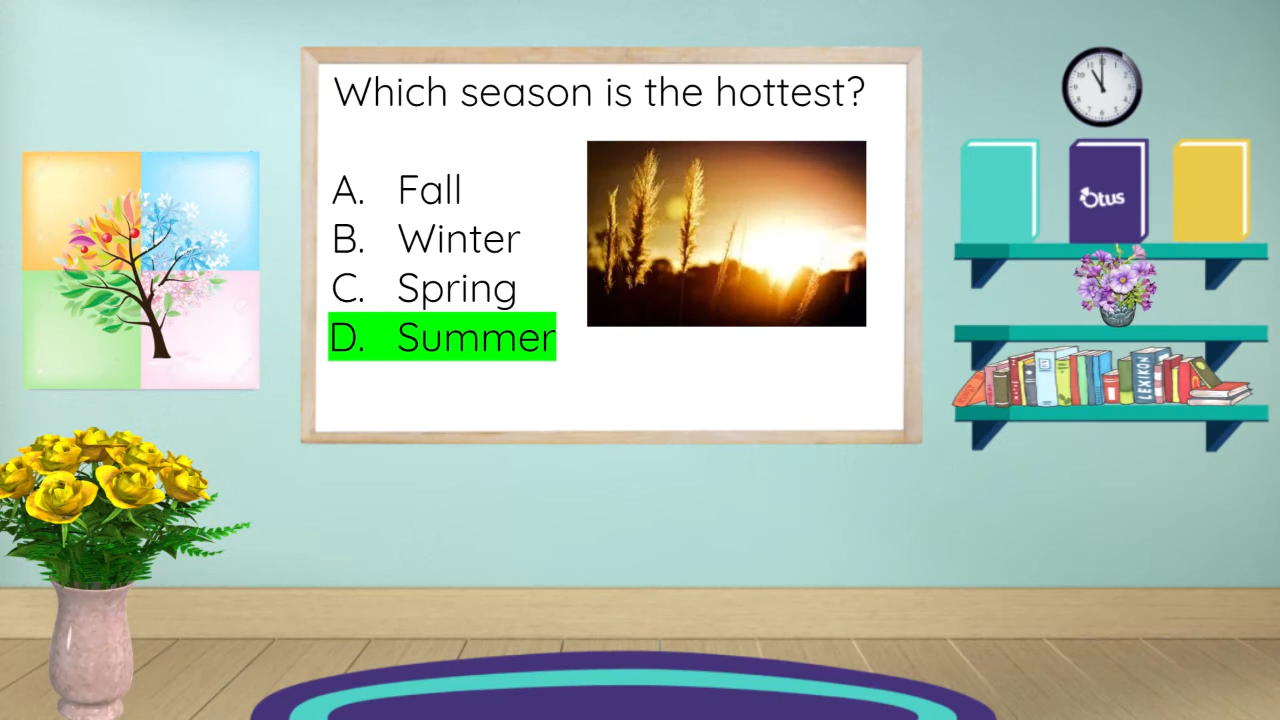 Which season is the hottest?
A. Fall
B. Winter
C. Spring
D. Summer
Otus
LEXIKON